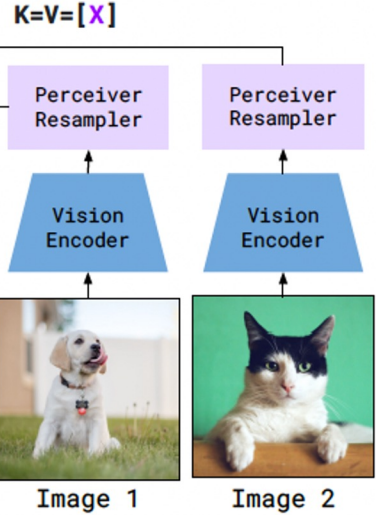 K=V=[X]
Perceiver
Resampler
Perceiver
Resampler
Vision
Encoder
Vision
Encoder
Image 1
Image 2